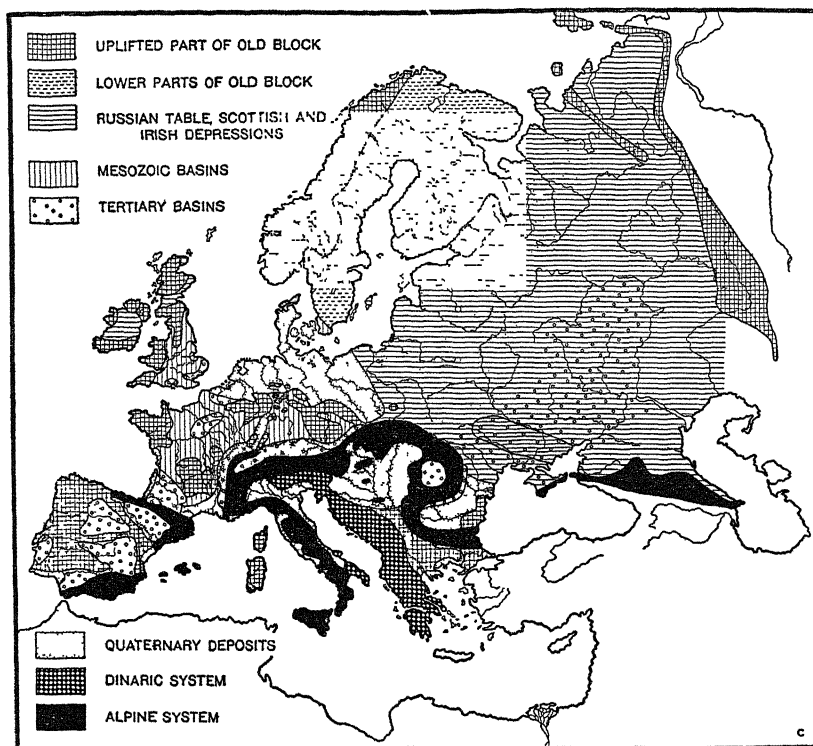 UPLIFTED PART OF OLD BLOCK
LOWER PARTS OF OLD BLOCK
RUSSIAN TABLE, SCOTTISH AND
IRISH DEPRESSIONS
MESOZOIC BASINS
TERTIARY BASINS
QUATERNARY DEPOSITS
DINARIC SYSTEM
ALPINE SYSTEM
C